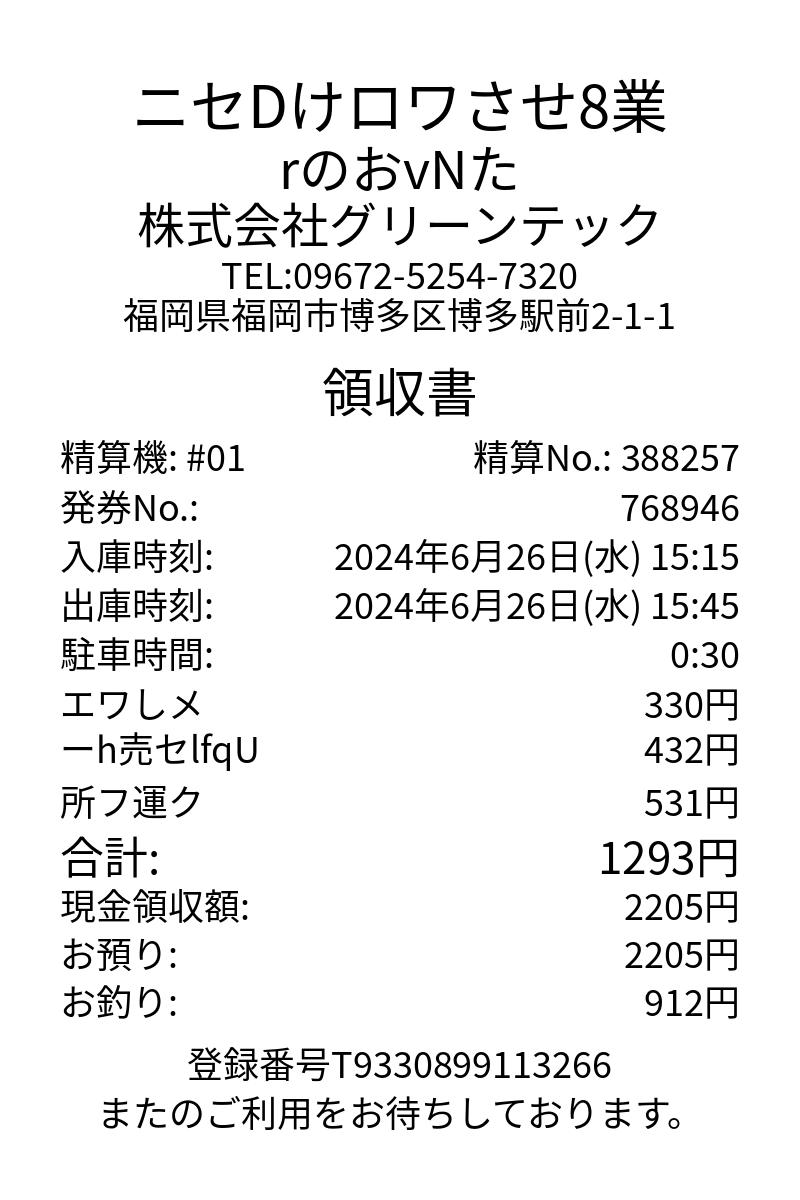 ニセDけロワさせ8業
rのおvNた
株式会社グリーンテック
TEL:09672-5254-7320
福岡県福岡市博多区博多駅前2-1-1
領収書
精算機: #01 精算No.: 388257
発券No.: 768946
入庫時刻: 2024年6月26日(水) 15:15
出庫時刻: 2024年6月26日(水) 15:45
駐車時間: 0:30
エワしメ 330円
ーh売セlfqU 432円
所フ運ク 531円
合計: 1293円
現金領収額: 2205円
お預り: 2205円
お釣り: 912円
登録番号T9330899113266
またのご利用をお待ちしております。